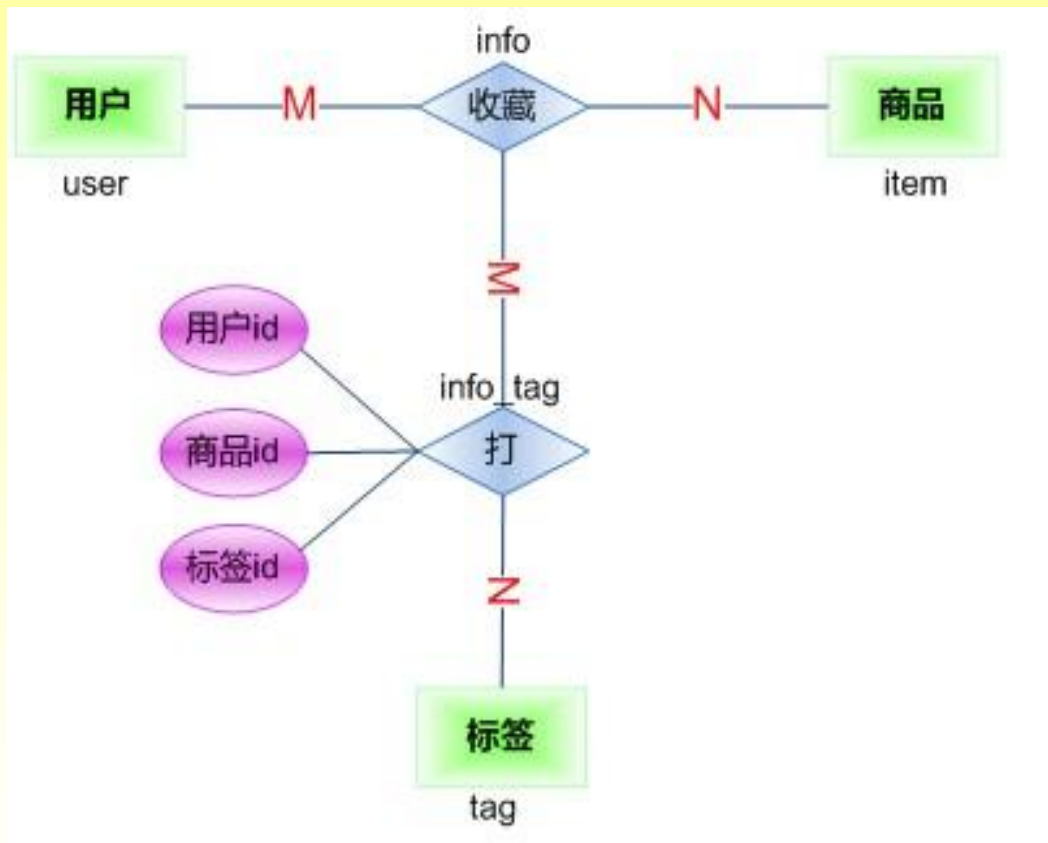 info
用户
M
收藏
N
商品
user
item
M
用户id
info_tag
商品id
打
标签id
N
标签
tag